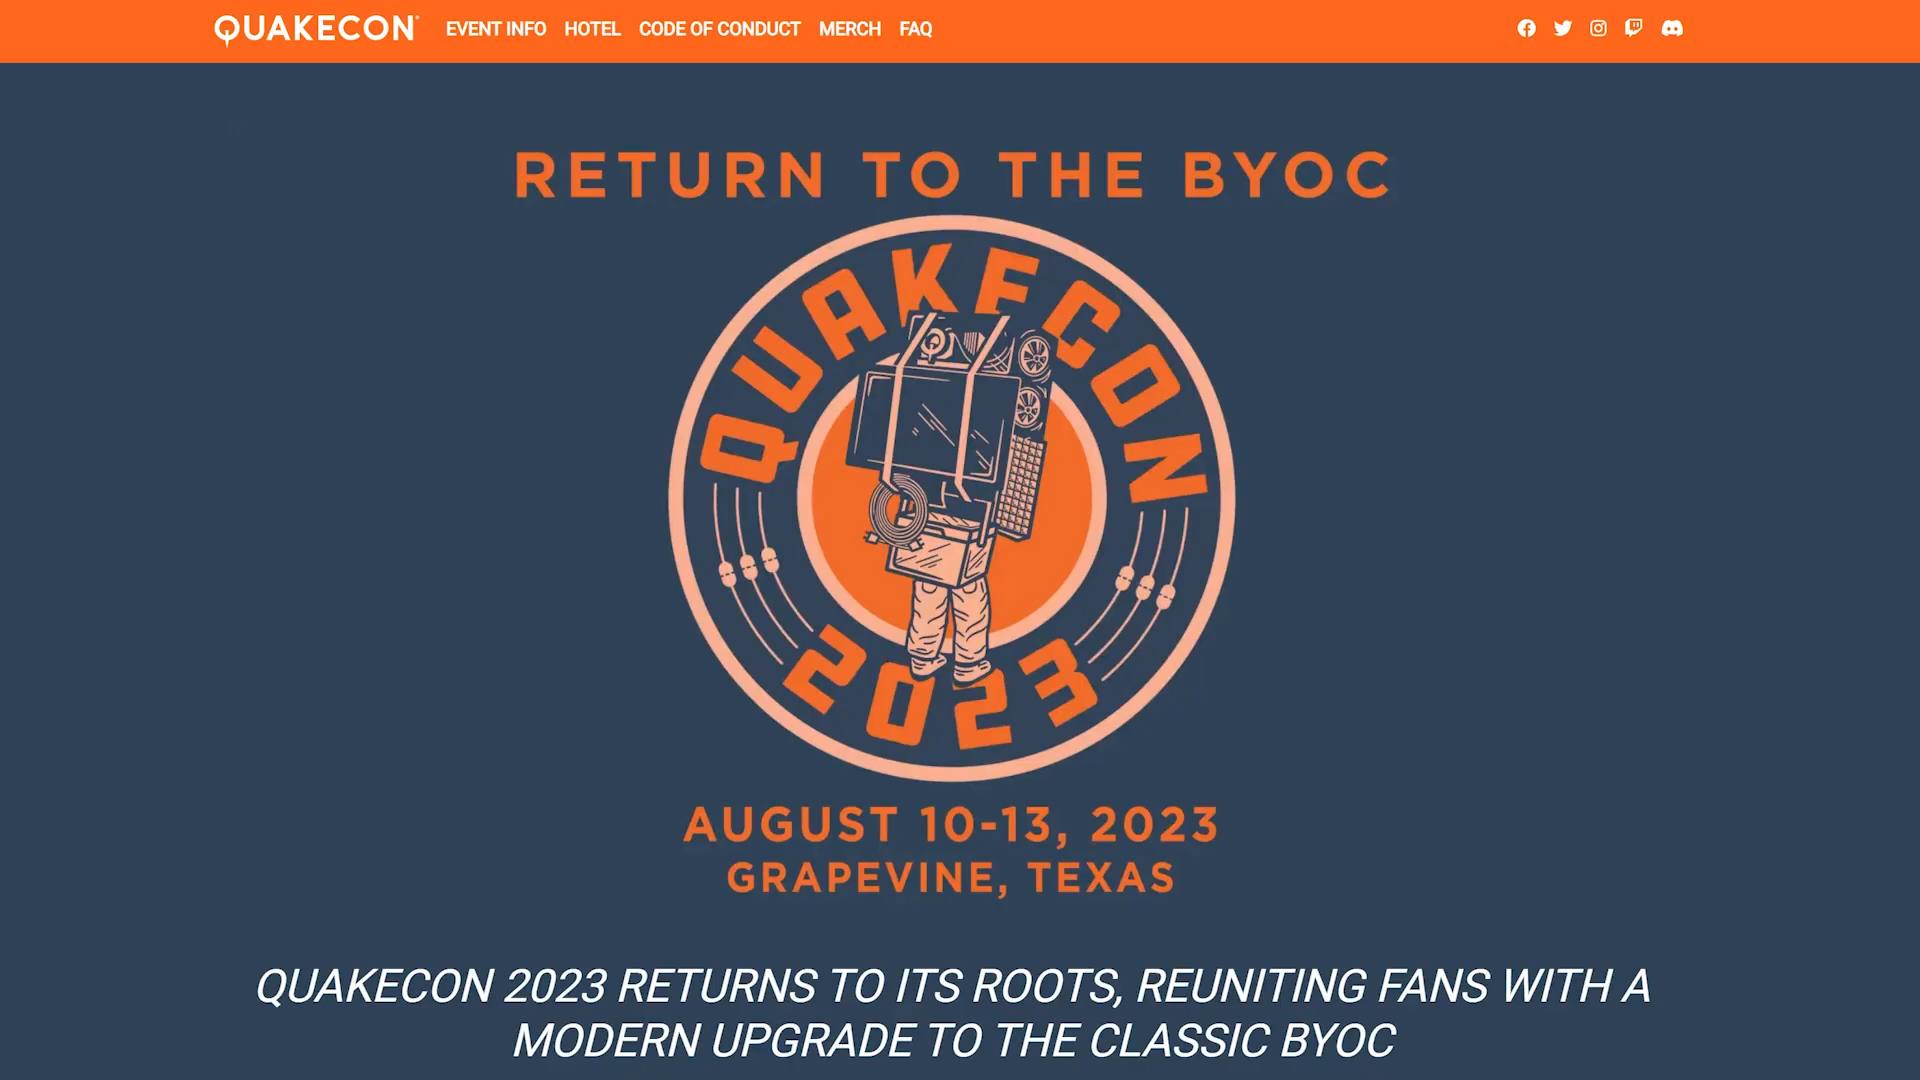 QUAKECON EVENT INFO HOTEL CODE OF CONDUCT MERCH FAQ
RETURN TO THE BYOC
QUAKECON
2023
AUGUST 10-13, 2023
GRAPEVINE, TEXAS
QUAKECON 2023 RETURNS TO ITS ROOTS, REUNITING FANS WITH A
MODERN UPGRADE TO THE CLASSIC BYOC